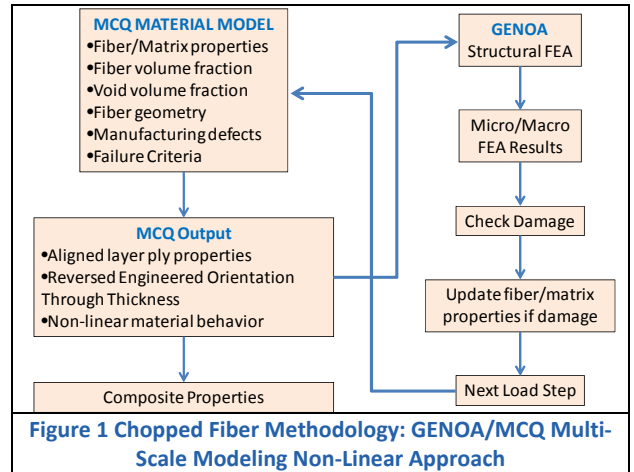 MCQ MATERIAL MODEL
•Fiber/Matrix properties
•Fiber volume fraction
•Void volume fraction
•Fiber geometry
•Manufacturing defects
•Failure Criteria
MCQ Output
•Aligned layer ply properties
•Reversed Engineered Orientation
Through Thickness
•Non-linear material behavior
Composite Properties
GENOA
Structural FEA
Micro/Macro
FEA Results
Check Damage
Update fiber/matrix
properties if damage
Next Load Step
Figure 1 Chopped Fiber Methodology: GENOA/MCQ Multi-
Scale Modeling Non-Linear Approach